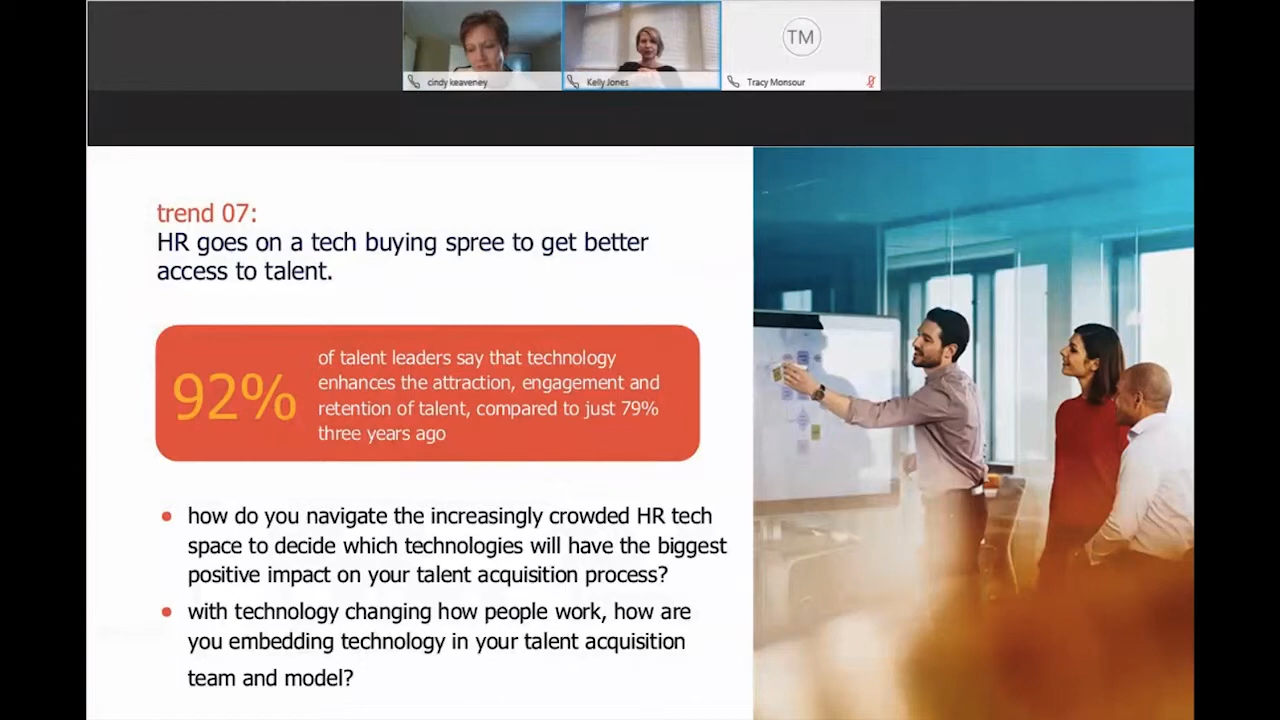 TM
cindy keaveney
Kelly Jones
Tracy Monsour
trend 07:
HR goes on a tech buying spree to get better
access to talent.
92%
of talent leaders say that technology
enhances the attraction, engagement and
retention of talent, compared to just 79%
three years ago
how do you navigate the increasingly crowded HR tech
space to decide which technologies will have the biggest
positive impact on your talent acquisition process?
with technology changing how people work, how are
you embedding technology in your talent acquisition
team and model?